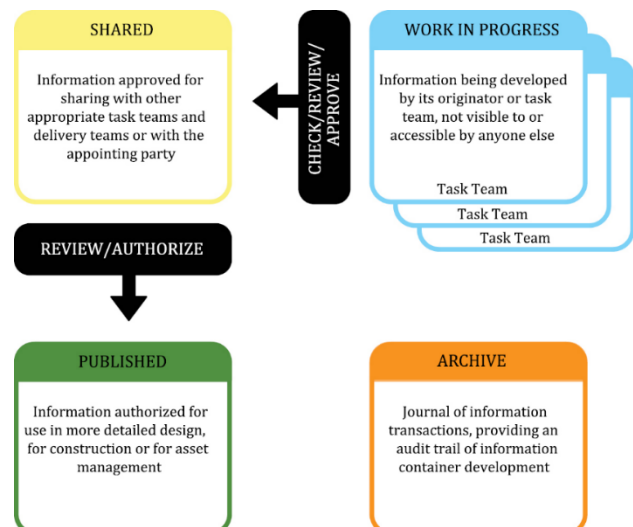 SHARED
Information approved for
sharing with other
appropriate task teams and
delivery teams or with the
appointing party
CHECK/REVIEW/
APPROVE
WORK IN PROGRESS
Information being developed
by its originator or task
team, not visible to or
accessible by anyone else
Task Team
Task Team
Task Team
REVIEW/AUTHORIZE
PUBLISHED
Information authorized for
use in more detailed design,
for construction or for asset
management
ARCHIVE
Journal of information
transactions, providing an
audit trail of information
container development